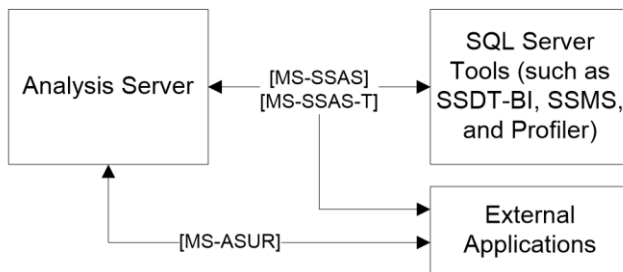 Analysis Server
[MS-SSAS]
[MS-SSAS-T]
SQL Server
Tools (such as
SSDT-BI, SSMS,
and Profiler)
[MS-ASUR]
External
Applications